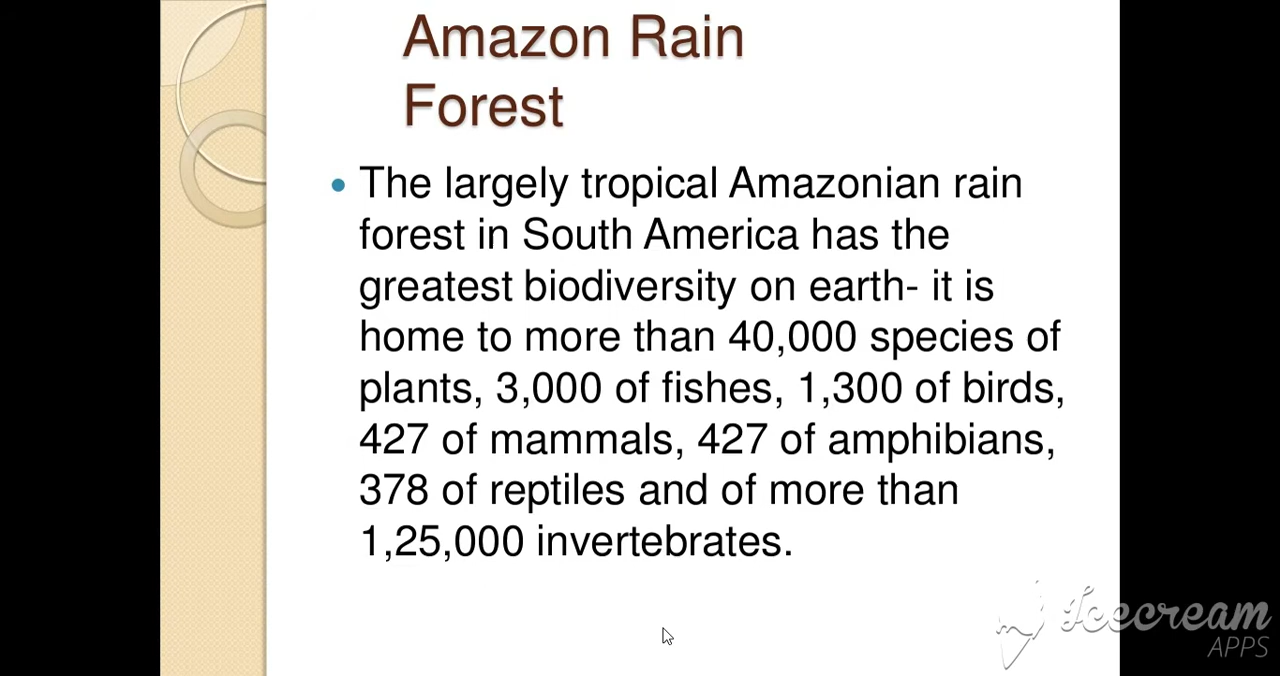 Amazon Rain
Forest
• The largely tropical Amazonian rain
forest in South America has the
greatest biodiversity on earth- it is
home to more than 40,000 species of
plants, 3,000 of fishes, 1,300 of birds,
427 of mammals, 427 of amphibians,
378 of reptiles and of more than
1,25,000 invertebrates.
Icecream
APPS